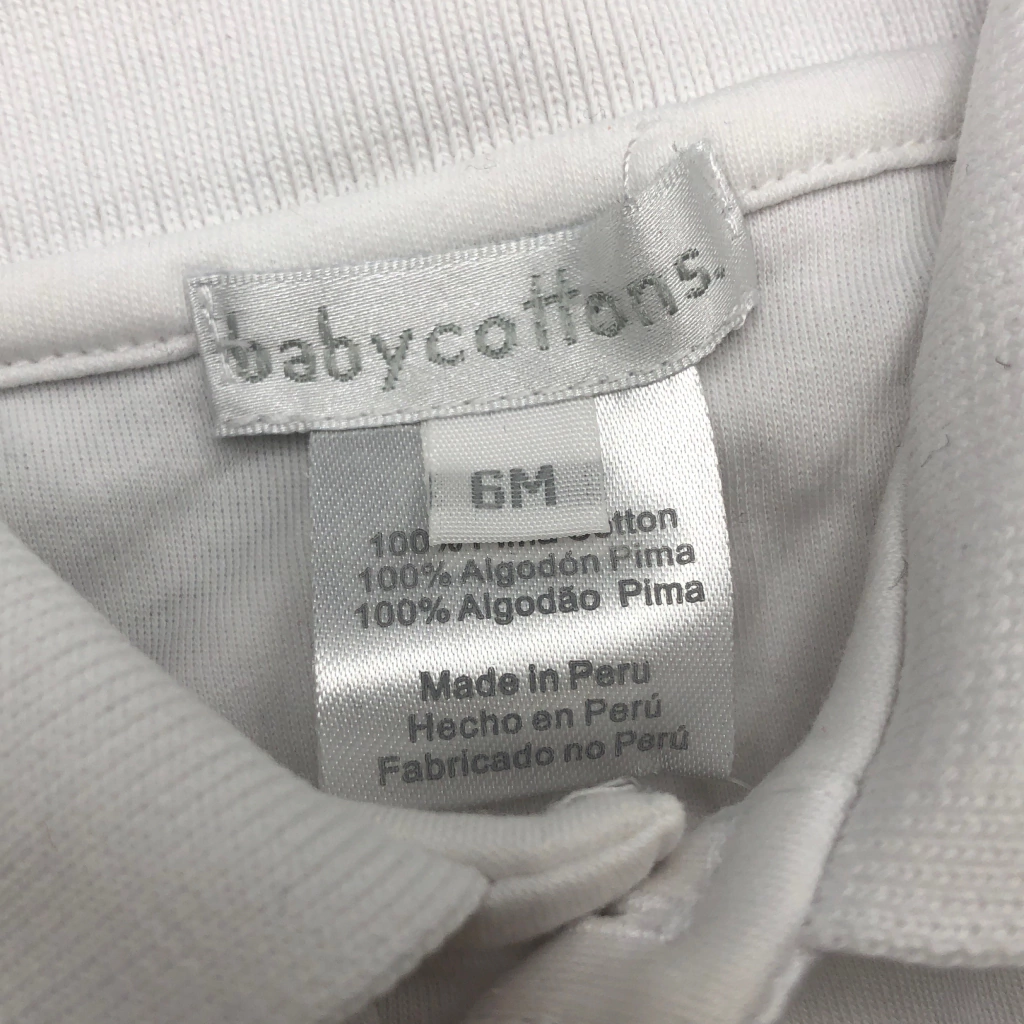 babycottons.
6M
100% Pima Cotton
100% Algodón Pima
100% Algodão Pima
Made in Peru
Hecho en Perú
Fabricado no Perú